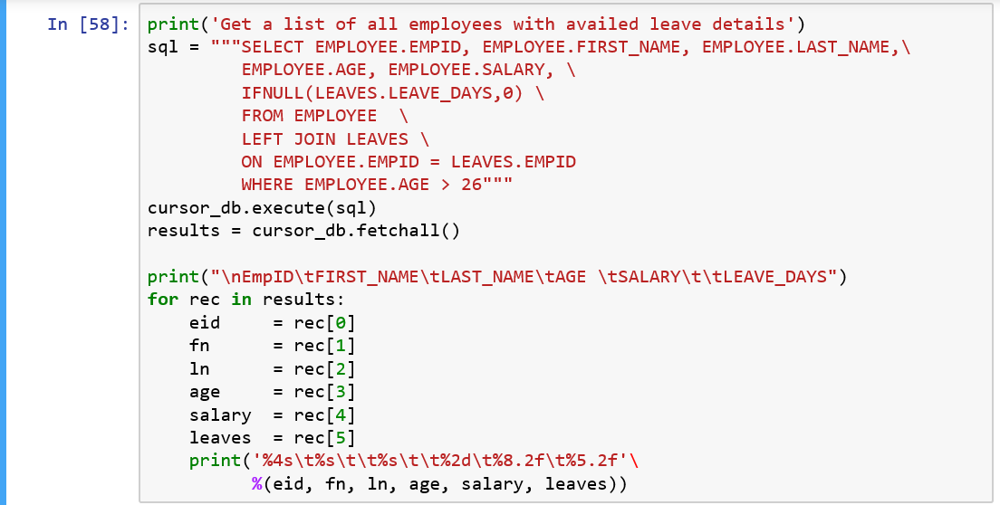 In [58]: print('Get a list of all employees with availed leave details')
sql = """SELECT EMPLOYEE.EMPID, EMPLOYEE.FIRST_NAME, EMPLOYEE.LAST_NAME,\
         EMPLOYEE.AGE, EMPLOYEE.SALARY, \
         IFNULL(LEAVES.LEAVE_DAYS,0) \
         FROM EMPLOYEE  \
         LEFT JOIN LEAVES \
         ON EMPLOYEE.EMPID = LEAVES.EMPID
         WHERE EMPLOYEE.AGE > 26"""
cursor_db.execute(sql)
results = cursor_db.fetchall()

print("\nEmpID\tFIRST_NAME\tLAST_NAME\tAGE \tSALARY\t\tLEAVE_DAYS")
for rec in results:
    eid     = rec[0]
    fn      = rec[1]
    ln      = rec[2]
    age     = rec[3]
    salary  = rec[4]
    leaves  = rec[5]
    print('%4s\t%s\t\t%s\t\t%2d\t%8.2f\t%5.2f'\
          %(eid, fn, ln, age, salary, leaves))